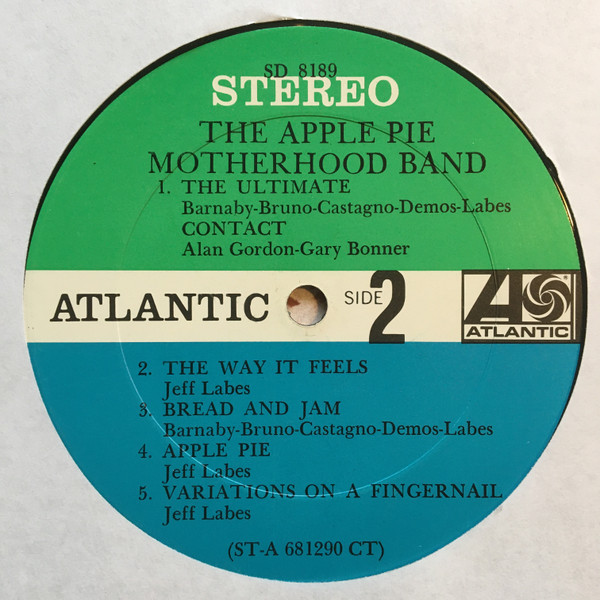 SD 8189
STEREO
THE APPLE PIE
MOTHERHOOD BAND
1. THE ULTIMATE
Barnaby-Bruno-Castagno-Demos-Labes
CONTACT
Alan Gordon-Gary Bonner
ATLANTIC SIDE 2 A ATLANTIC
2. THE WAY IT FEELS
Jeff Labes
3. BREAD AND JAM
Barnaby-Bruno-Castagno-Demos-Labes
4. APPLE PIE
Jeff Labes
5. VARIATIONS ON A FINGERNAIL
Jeff Labes
(ST-A 681290 CT)